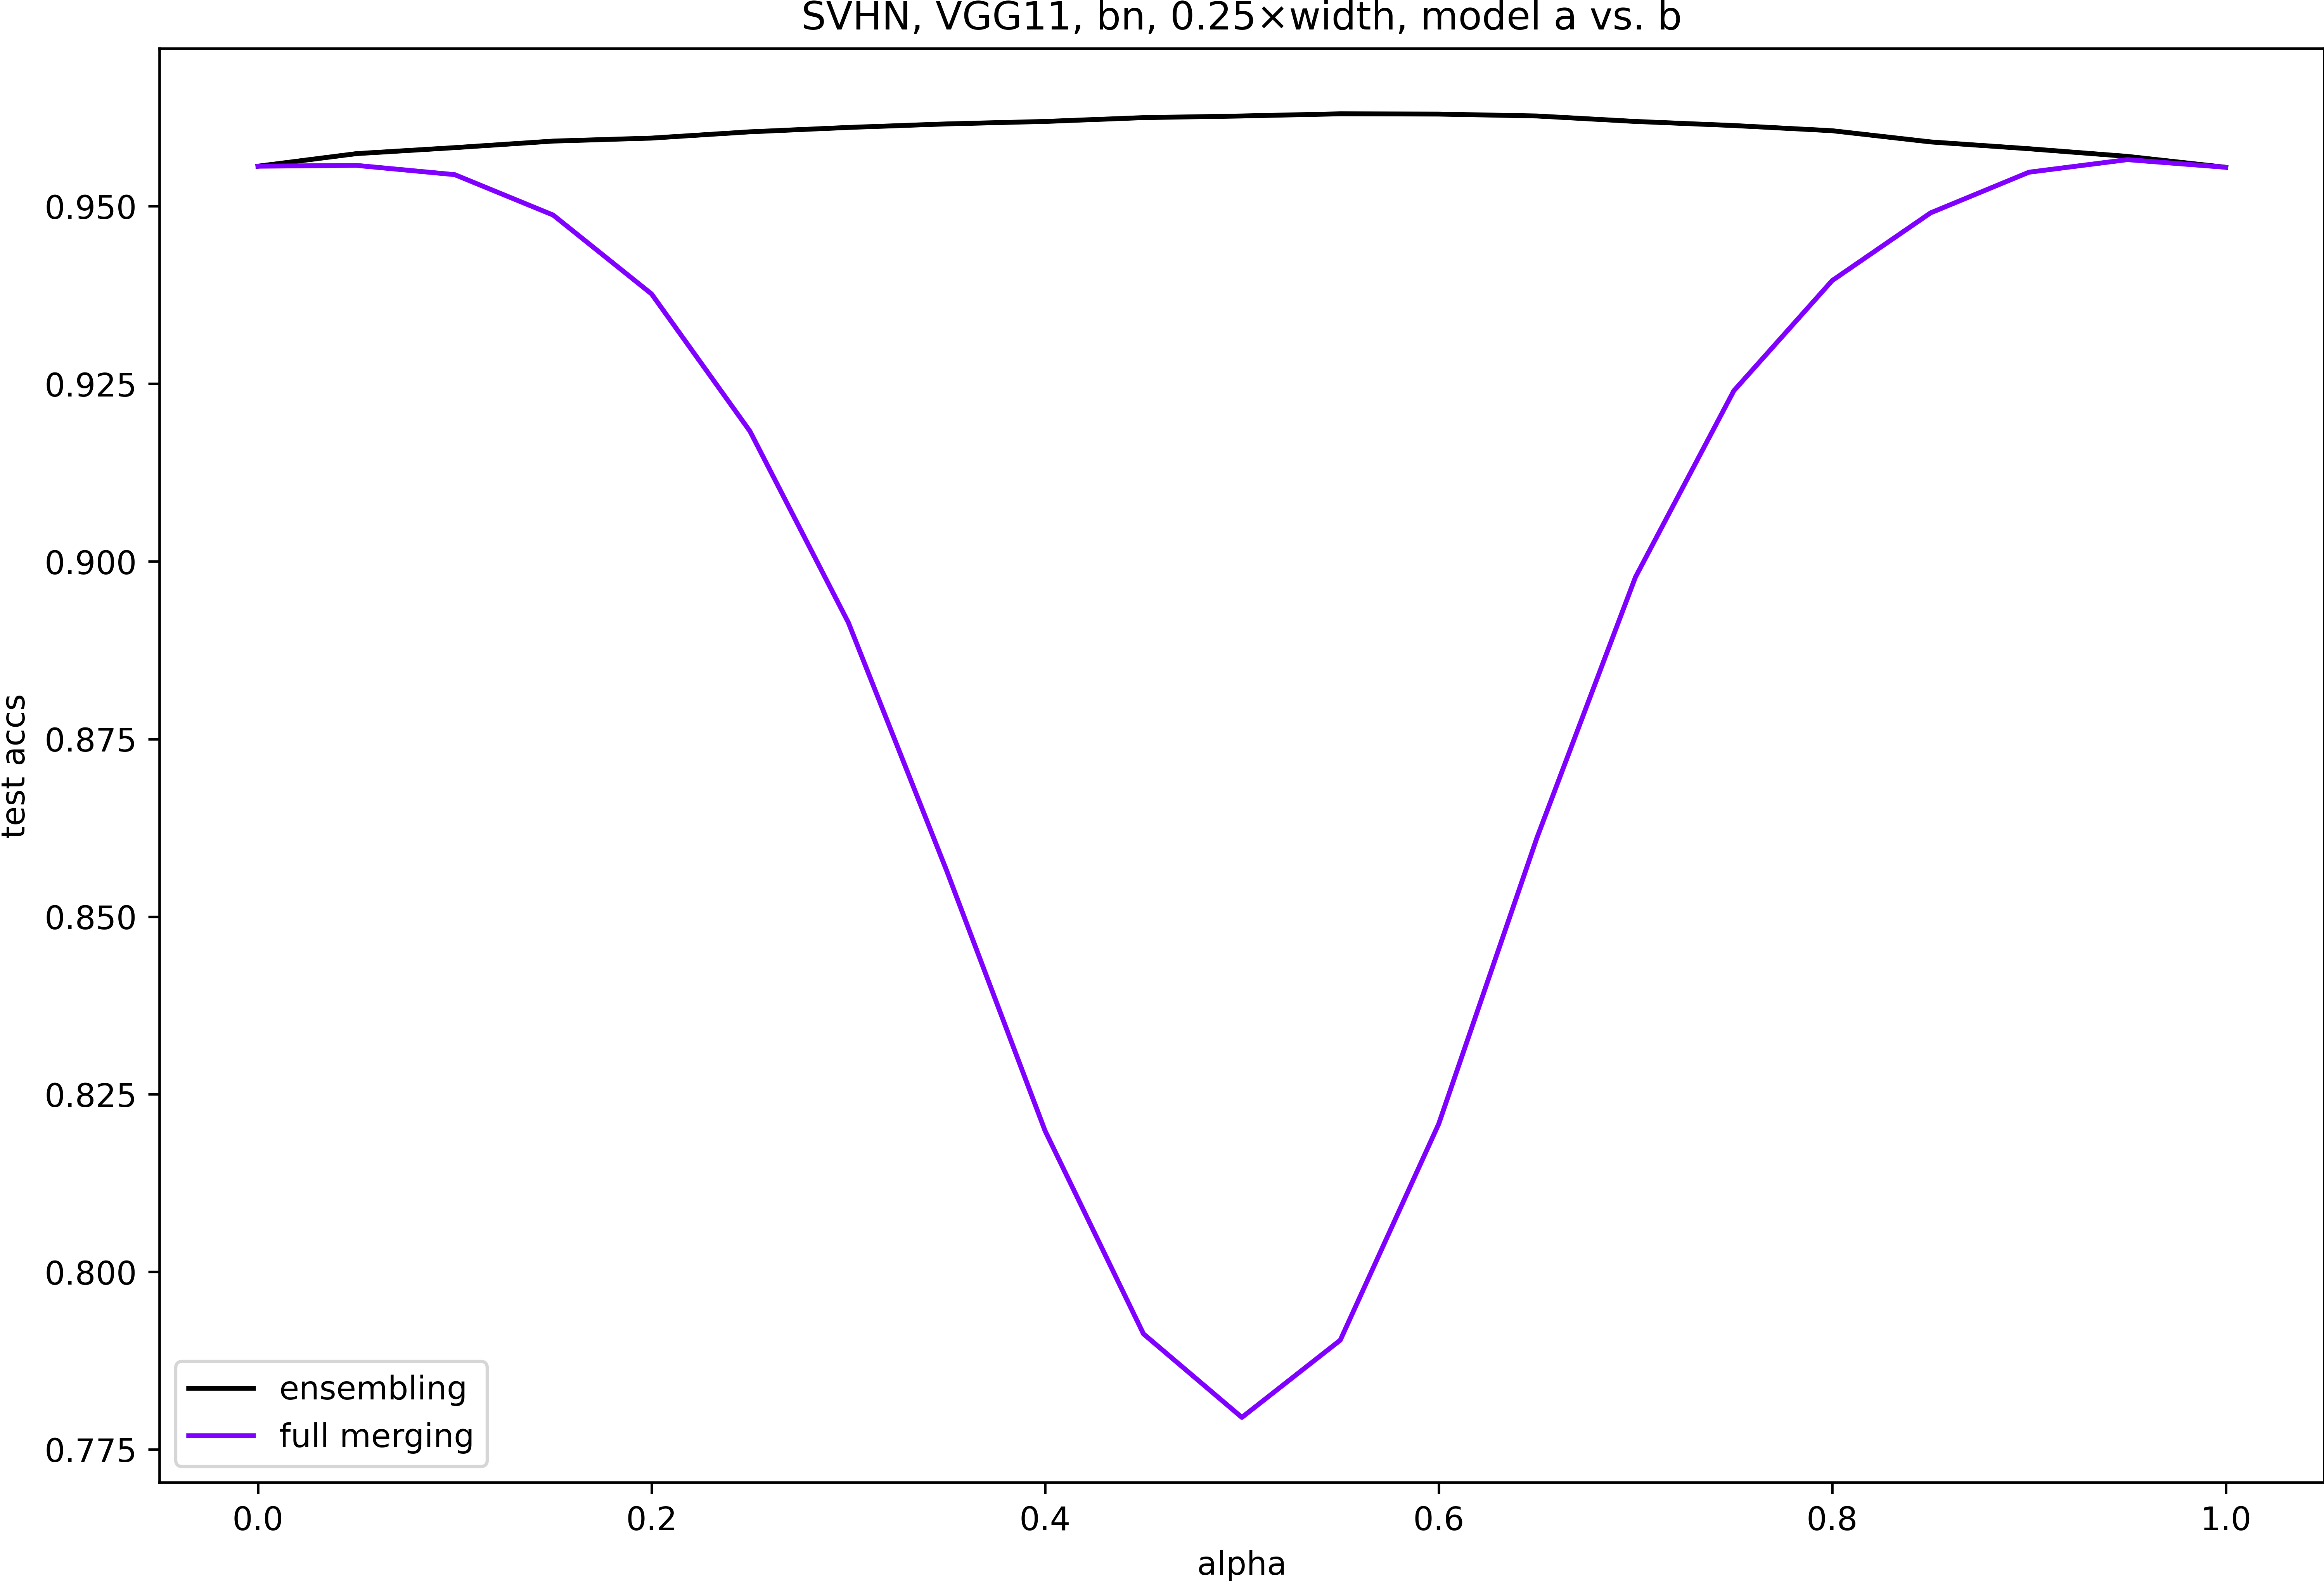 SVHN, VGG11, bn, 0.25×width, model a vs. b
0.950
0.925
0.900
0.875
0.850
0.825
0.800
0.775
test accs
ensembling
full merging
0.0 0.2 0.4 0.6 0.8 1.0
alpha